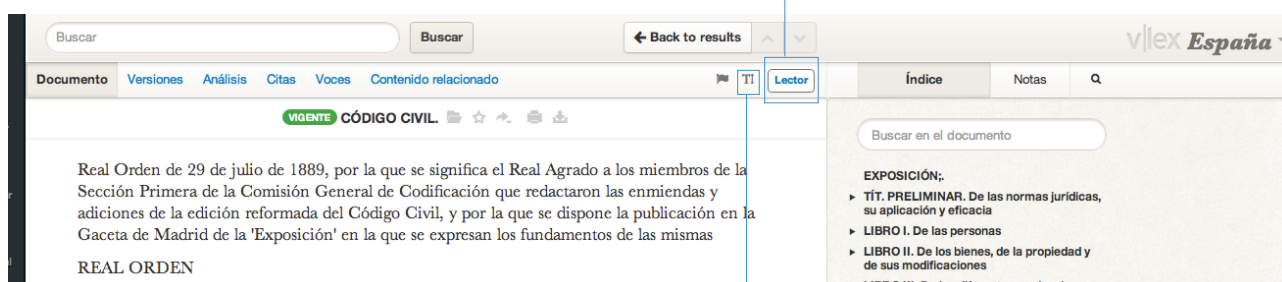 Buscar
Buscar
Back to results
vlex España
Documento Versiones Análisis Citas Voces Contenido relacionado TI Lector
Índice Notas
VIGENTE CÓDIGO CIVIL.
Real Orden de 29 de julio de 1889, por la que se significa el Real Agrado a los miembros de la
Sección Primera de la Comisión General de Codificación que redactaron las enmiendas y
adiciones de la edición reformada del Código Civil, y por la que se dispone la publicación en la
Gaceta de Madrid de la 'Exposición' en la que se expresan los fundamentos de las mismas
REAL ORDEN
Buscar en el documento
EXPOSICIÓN;.
TÍT. PRELIMINAR. De las normas jurídicas,
su aplicación y eficacia
LIBRO I. De las personas
LIBRO II. De los bienes, de la propiedad y
de sus modificaciones